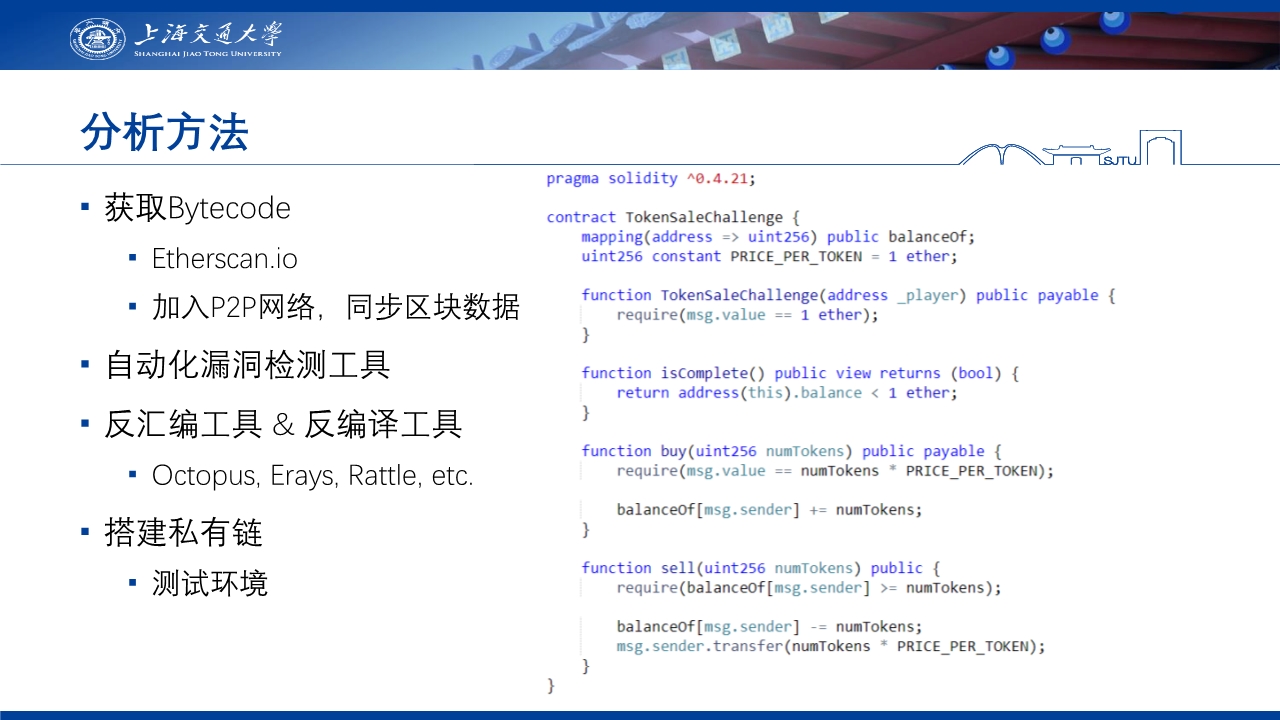 上海交通大学
SHANGHAI JIAO TONG UNIVERSITY
分析方法
SJTU
获取Bytecode
Etherscan.io
加入P2P网络，同步区块数据
自动化漏洞检测工具
反汇编工具 & 反编译工具
Octopus, Erays, Rattle, etc.
搭建私有链
测试环境
pragma solidity ^0.4.21;
contract TokenSaleChallenge {
mapping(address => uint256) public balanceOf;
uint256 constant PRICE_PER_TOKEN = 1 ether;
function TokenSaleChallenge(address _player) public payable {
require(msg.value == 1 ether);
}
function isComplete() public view returns (bool) {
return address(this).balance < 1 ether;
}
function buy(uint256 numTokens) public payable {
require(msg.value == numTokens * PRICE_PER_TOKEN);
balanceOf[msg.sender] += numTokens;
}
function sell(uint256 numTokens) public {
require(balanceOf[msg.sender] >= numTokens);
balanceOf[msg.sender] -= numTokens;
msg.sender.transfer(numTokens * PRICE_PER_TOKEN);
}
}